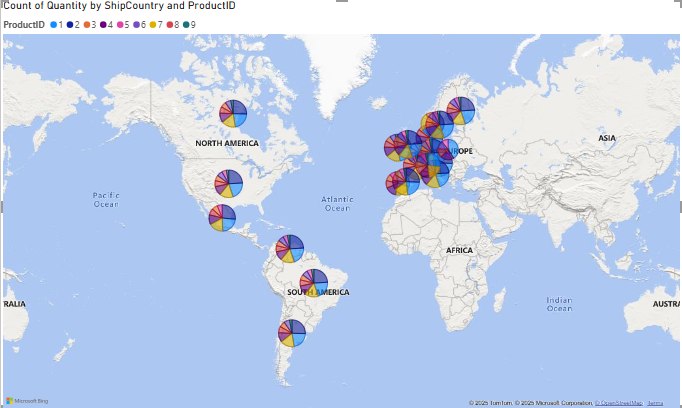 Count of Quantity by ShipCountry and ProductID
ProductID 1 2 3 4 5 6 7 8 9
NORTH AMERICA
EUROPE
ASIA
Pacific
Ocean
Atlantic
Ocean
AFRICA
SOUTH AMERICA
Indian
Ocean
RALIA
AUSTRA
Microsoft Bing
© 2025 TomTom, © 2025 Microsoft Corporation, © OpenStreetMap Terms